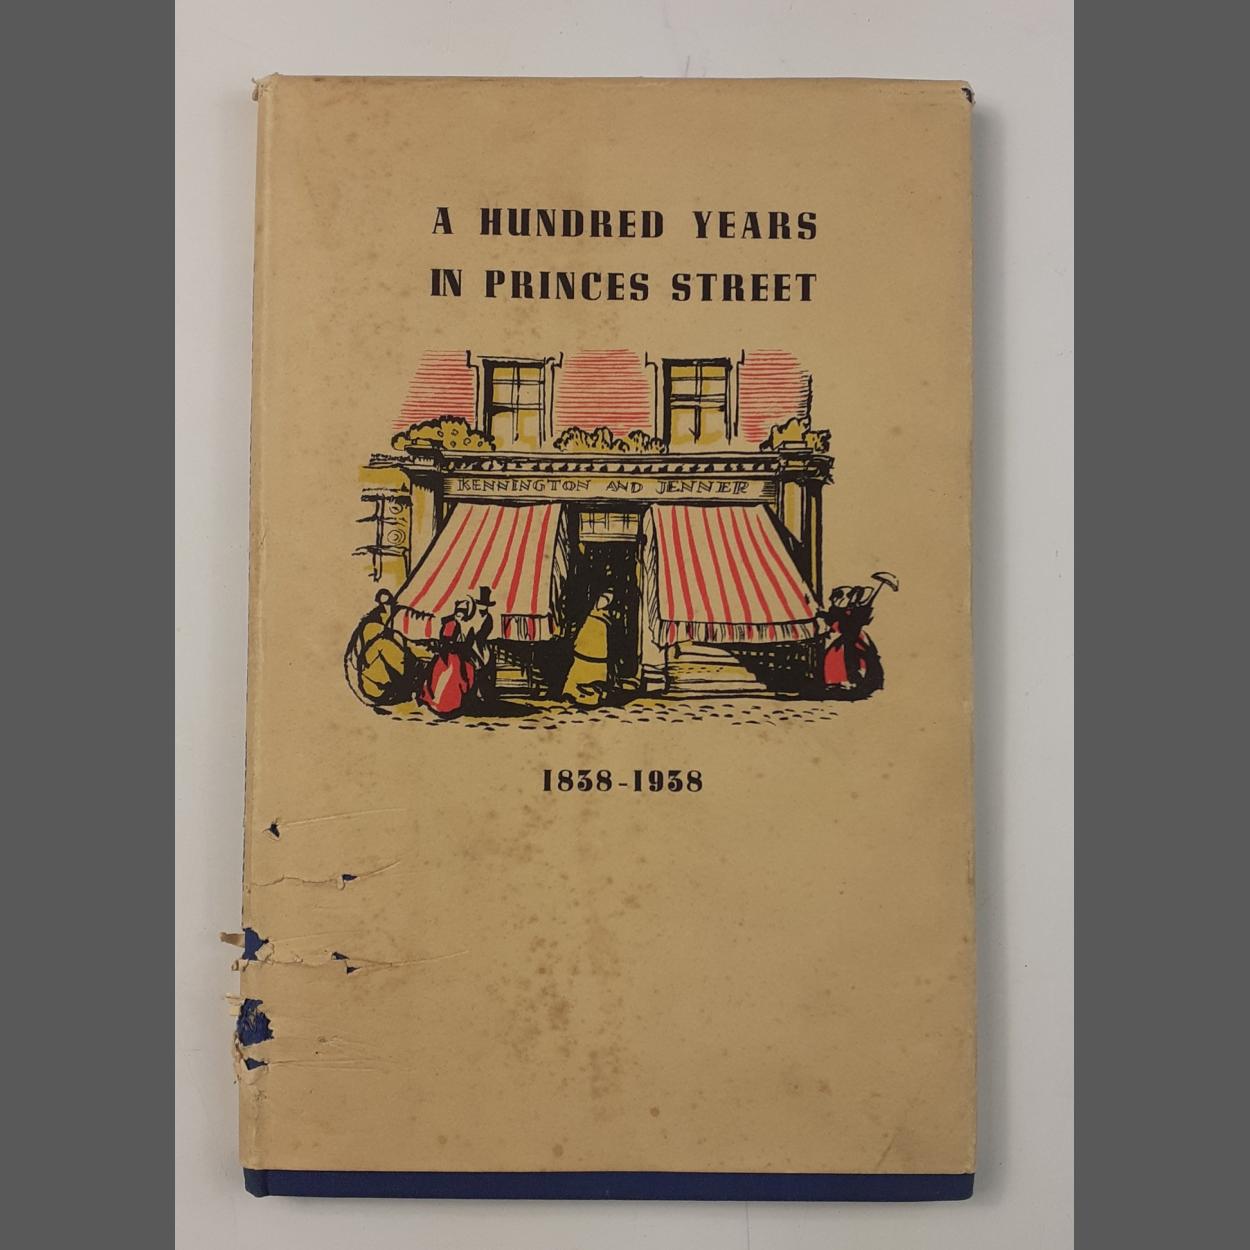 A HUNDRED YEARS
IN PRINCES STREET
KENNINGTON AND JENNER
1838-1938